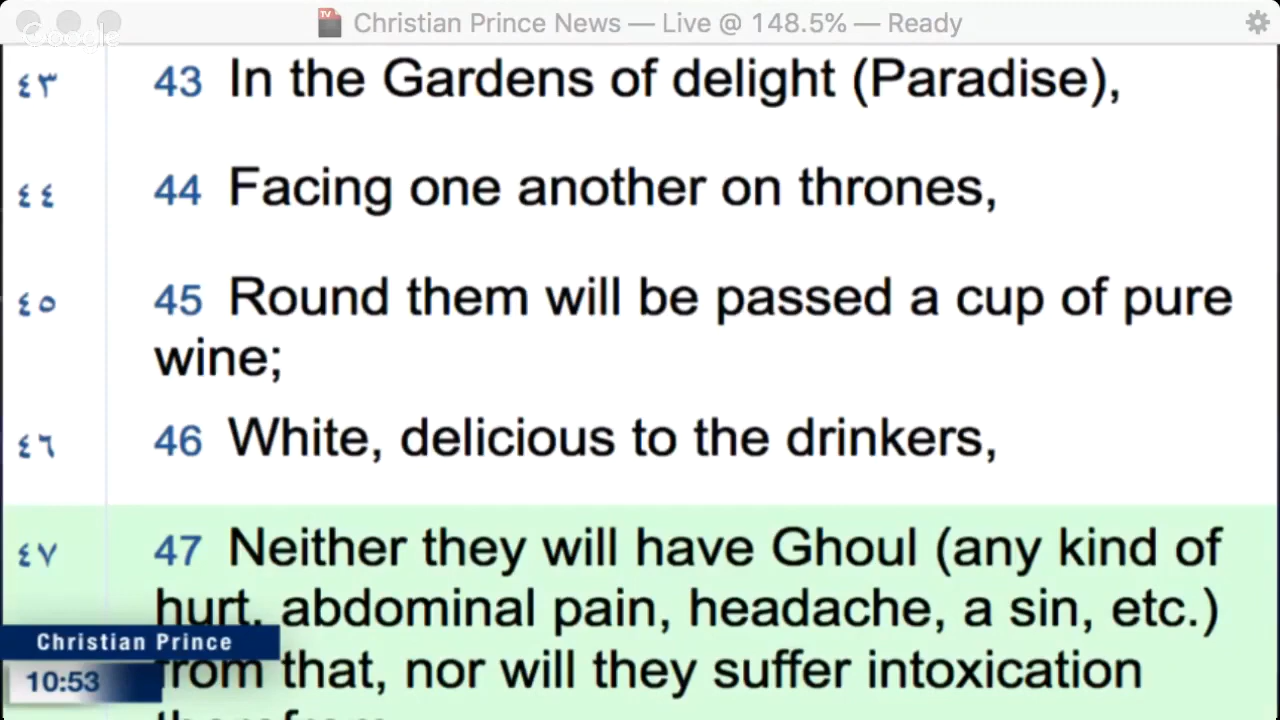 TV Christian Prince News — Live @ 148.5% — Ready
Google
٤٣ 43 In the Gardens of delight (Paradise),
٤٤ 44 Facing one another on thrones,
٤٥ 45 Round them will be passed a cup of pure
wine;
٤٦ 46 White, delicious to the drinkers,
٤٧ 47 Neither they will have Ghoul (any kind of
hurt, abdominal pain, headache, a sin, etc.)
from that, nor will they suffer intoxication
Christian Prince
10:53